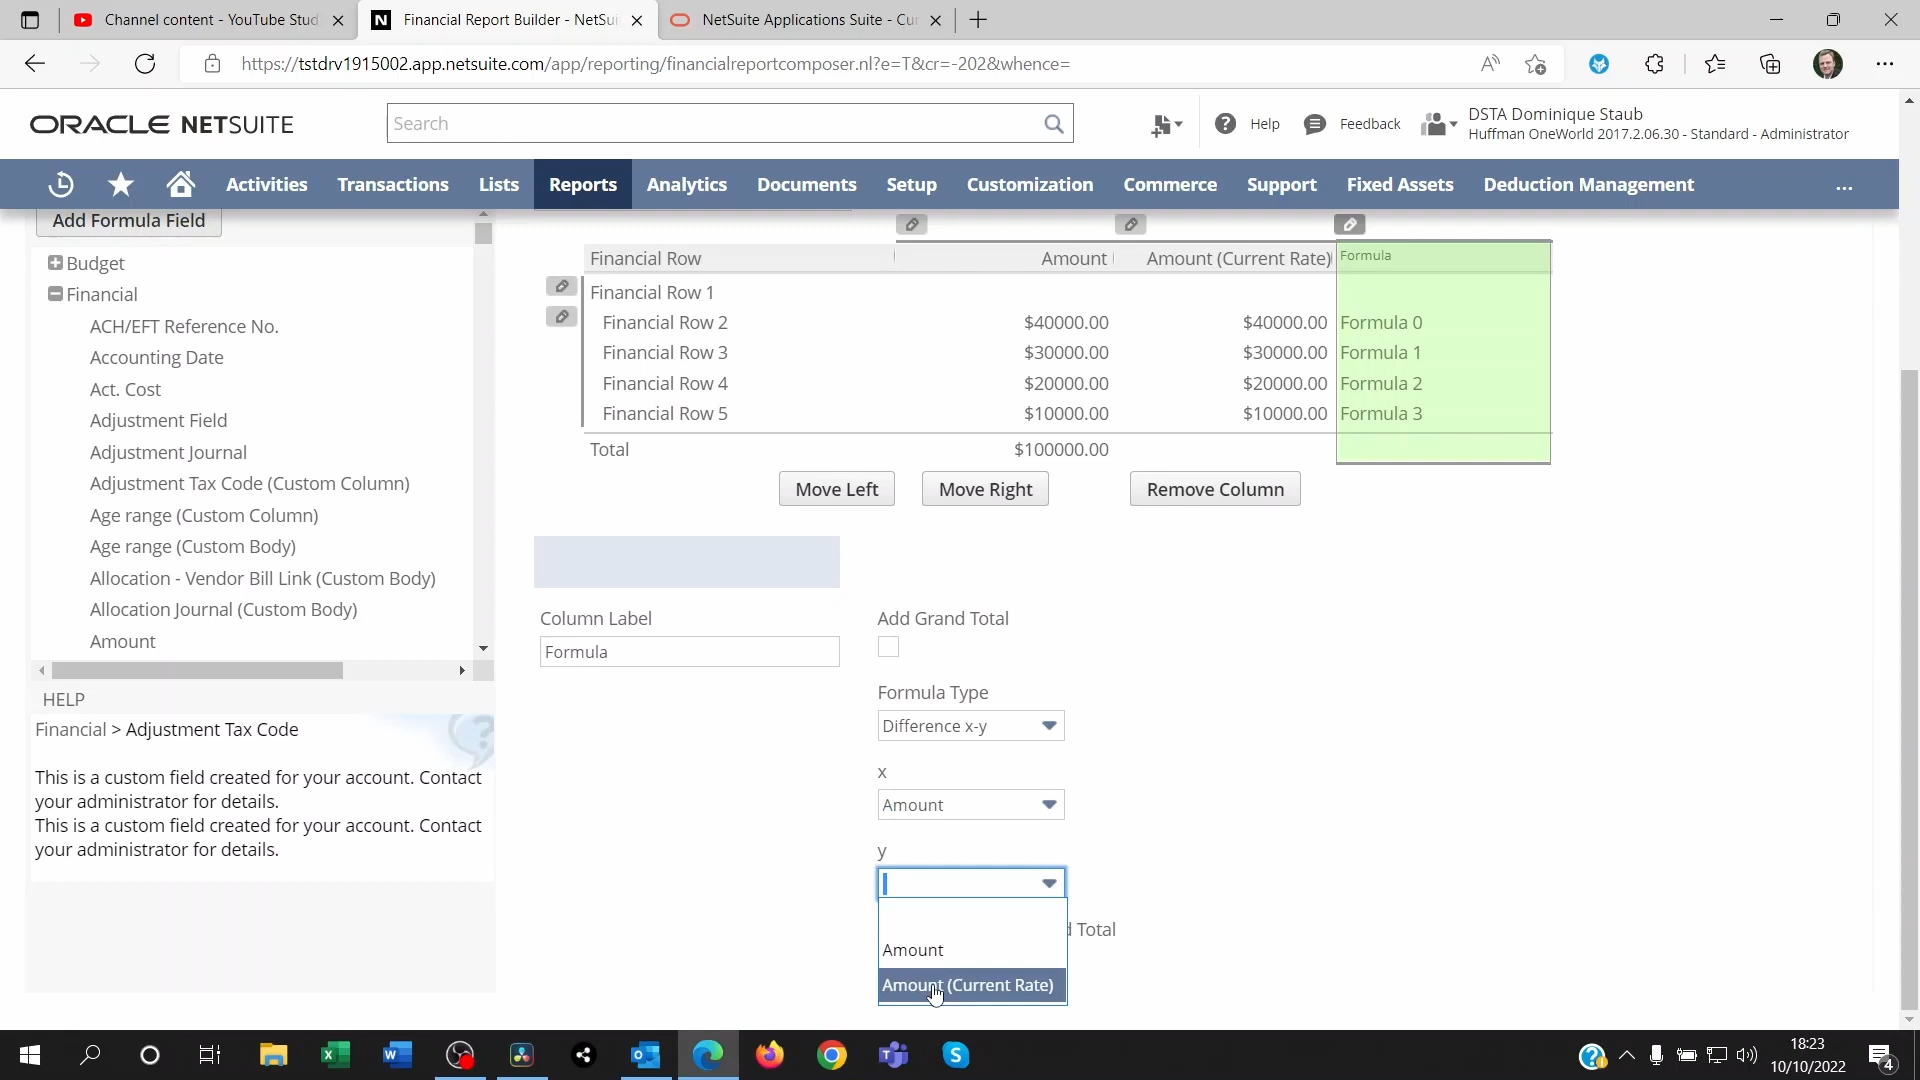 Channel content - YouTube Stud
Financial Report Builder - NetSui
NetSuite Applications Suite - Cur
https://tstdrv1915002.app.netsuite.com/app/reporting/financialreportcomposer.nl?e=T&cr=-202&whence=
ORACLE NETSUITE
Search
Help
Feedback
DSTA Dominique Staub
Huffman OneWorld 2017.2.06.30 - Standard - Administrator
Activities Transactions Lists Reports Analytics Documents Setup Customization Commerce Support Fixed Assets Deduction Management ...
Add Formula Field
Budget
Financial
ACH/EFT Reference No.
Accounting Date
Act. Cost
Adjustment Field
Adjustment Journal
Adjustment Tax Code (Custom Column)
Age range (Custom Column)
Age range (Custom Body)
Allocation - Vendor Bill Link (Custom Body)
Allocation Journal (Custom Body)
Amount
HELP
Financial > Adjustment Tax Code
This is a custom field created for your account. Contact
your administrator for details.
This is a custom field created for your account. Contact
your administrator for details.
Financial Row Amount Amount (Current Rate) Formula
Financial Row 1
Financial Row 2 $40000.00 $40000.00 Formula 0
Financial Row 3 $30000.00 $30000.00 Formula 1
Financial Row 4 $20000.00 $20000.00 Formula 2
Financial Row 5 $10000.00 $10000.00 Formula 3
Total $100000.00
Move Left Move Right Remove Column
Column Label
Formula
Add Grand Total
Formula Type
Difference x-y
x
Amount
y
Amount
Amount (Current Rate)
d Total
18:23
10/10/2022
4